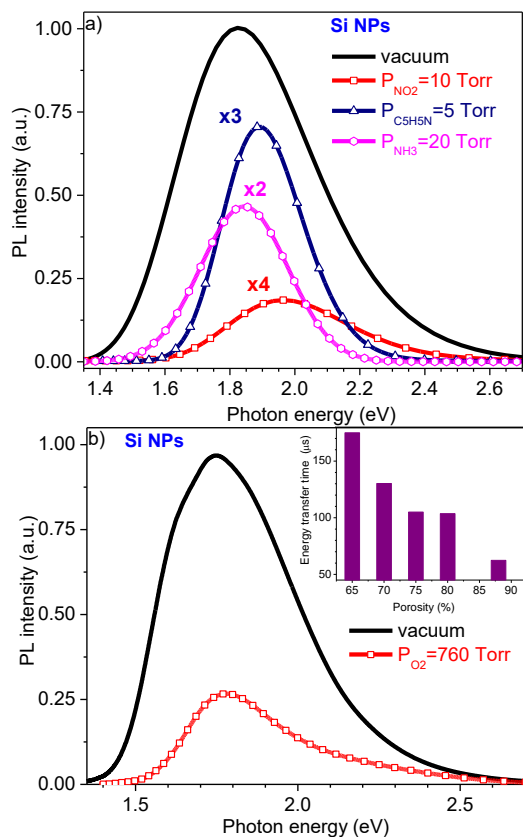 a)
Si NPs
vacuum
P_NO2=10 Torr
P_C5H5N=5 Torr
P_NH3=20 Torr
x3
x2
x4
PL intensity (a.u.)
1.00
0.75
0.50
0.25
0.00
1.4 1.6 1.8 2.0 2.2 2.4 2.6
Photon energy (eV)
b)
Si NPs
vacuum
P_O2=760 Torr
PL intensity (a.u.)
1.00
0.75
0.50
0.25
0.00
1.5 2.0 2.5
Photon energy (eV)
Energy transfer time (µs)
150
100
50
65 70 75 80 85 90
Porosity (%)